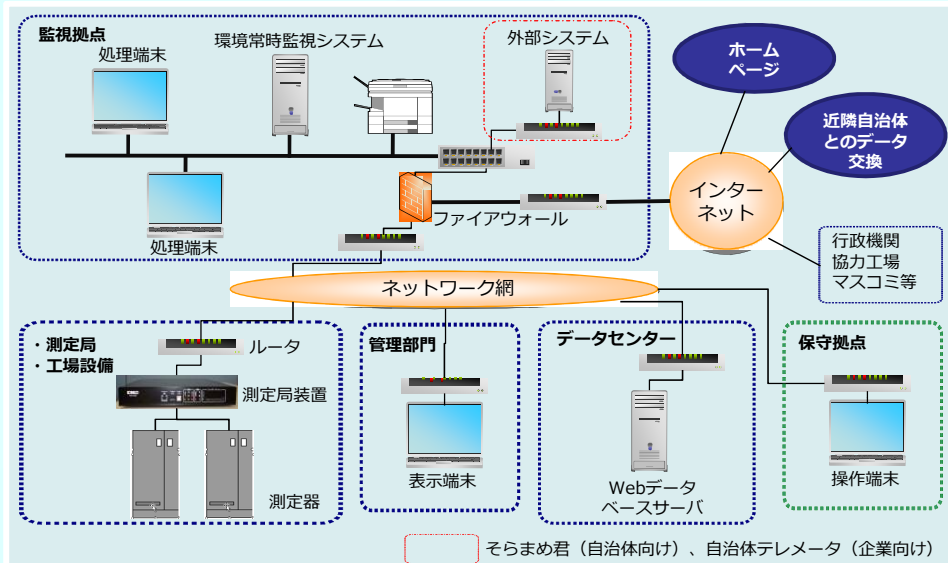 監視拠点
処理端末
環境常時監視システム
外部システム
ホーム
ページ
近隣自治体
とのデータ
交換
インター
ネット
処理端末
ファイアウォール
行政機関
協力工場
マスコミ等
ネットワーク網
・測定局
・工場設備
ルータ
測定局装置
測定器
管理部門
表示端末
データセンター
Webデータ
ベースサーバ
保守拠点
操作端末
そらまめ君（自治体向け）、自治体テレメータ（企業向け）